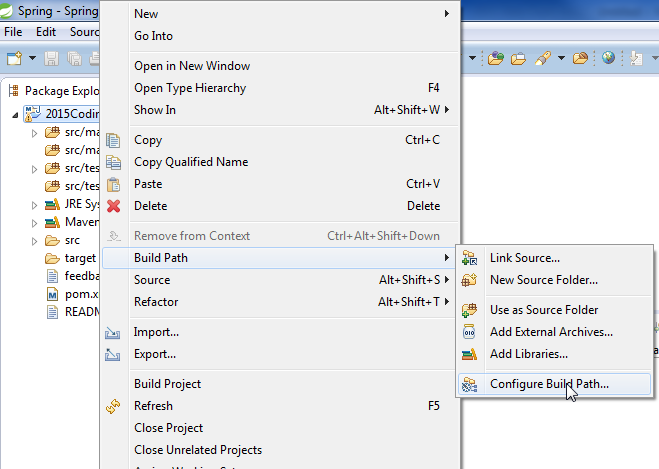 Spring - Spring
File Edit Sourc
Package Explo
2015Codin
src/ma
src/ma
src/tes
src/tes
JRE Sys
Maven
src
target
feedba
pom.x
READM
New
Go Into
Open in New Window
Open Type Hierarchy F4
Show In Alt+Shift+W
Copy Ctrl+C
Copy Qualified Name
Paste Ctrl+V
Delete Delete
Remove from Context Ctrl+Alt+Shift+Down
Build Path
Source Alt+Shift+S
Refactor Alt+Shift+T
Import...
Export...
Build Project
Refresh F5
Close Project
Close Unrelated Projects
Link Source...
New Source Folder...
Use as Source Folder
Add External Archives...
Add Libraries...
Configure Build Path...